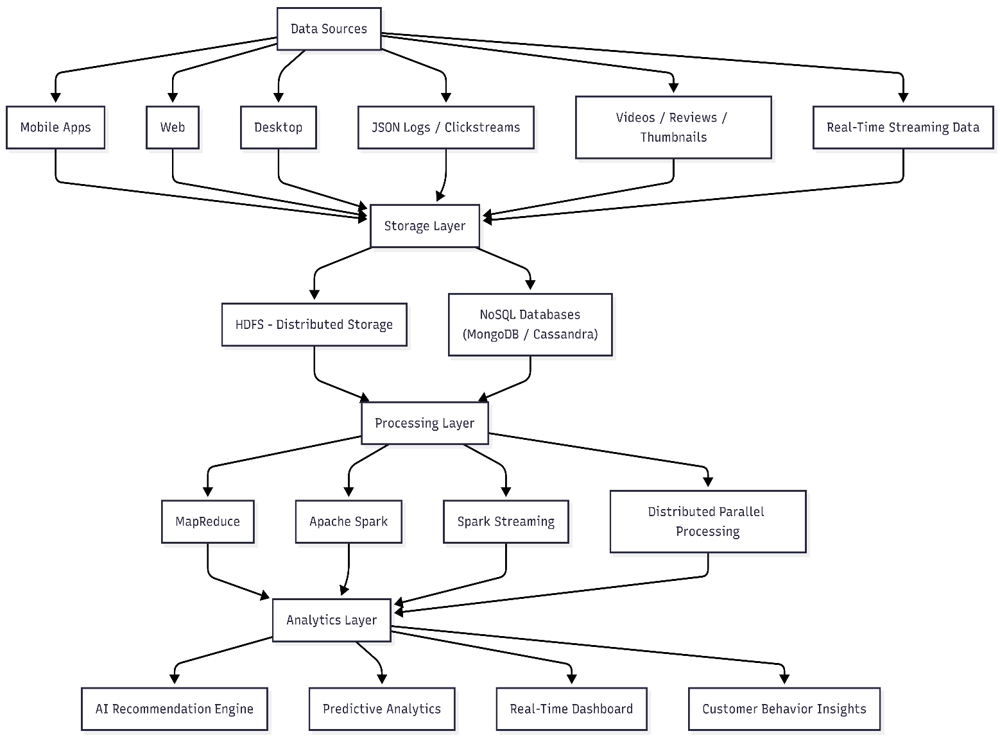 Data Sources
Mobile Apps
Web
Desktop
JSON Logs / Clickstreams
Videos / Reviews /
Thumbnails
Real-Time Streaming Data
Storage Layer
HDFS - Distributed Storage
NoSQL Databases
(MongoDB / Cassandra)
Processing Layer
MapReduce
Apache Spark
Spark Streaming
Distributed Parallel
Processing
Analytics Layer
AI Recommendation Engine
Predictive Analytics
Real-Time Dashboard
Customer Behavior Insights